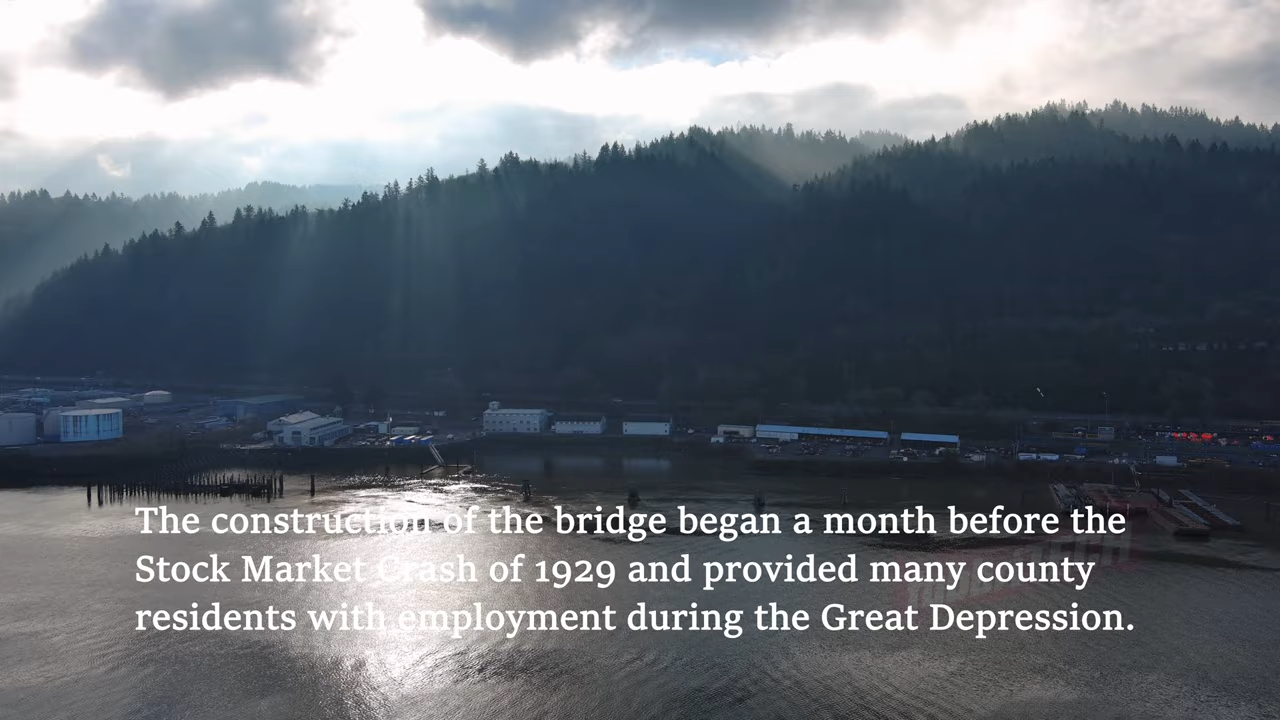 The construction of the bridge began a month before the
Stock Market Crash of 1929 and provided many county
residents with employment during the Great Depression.